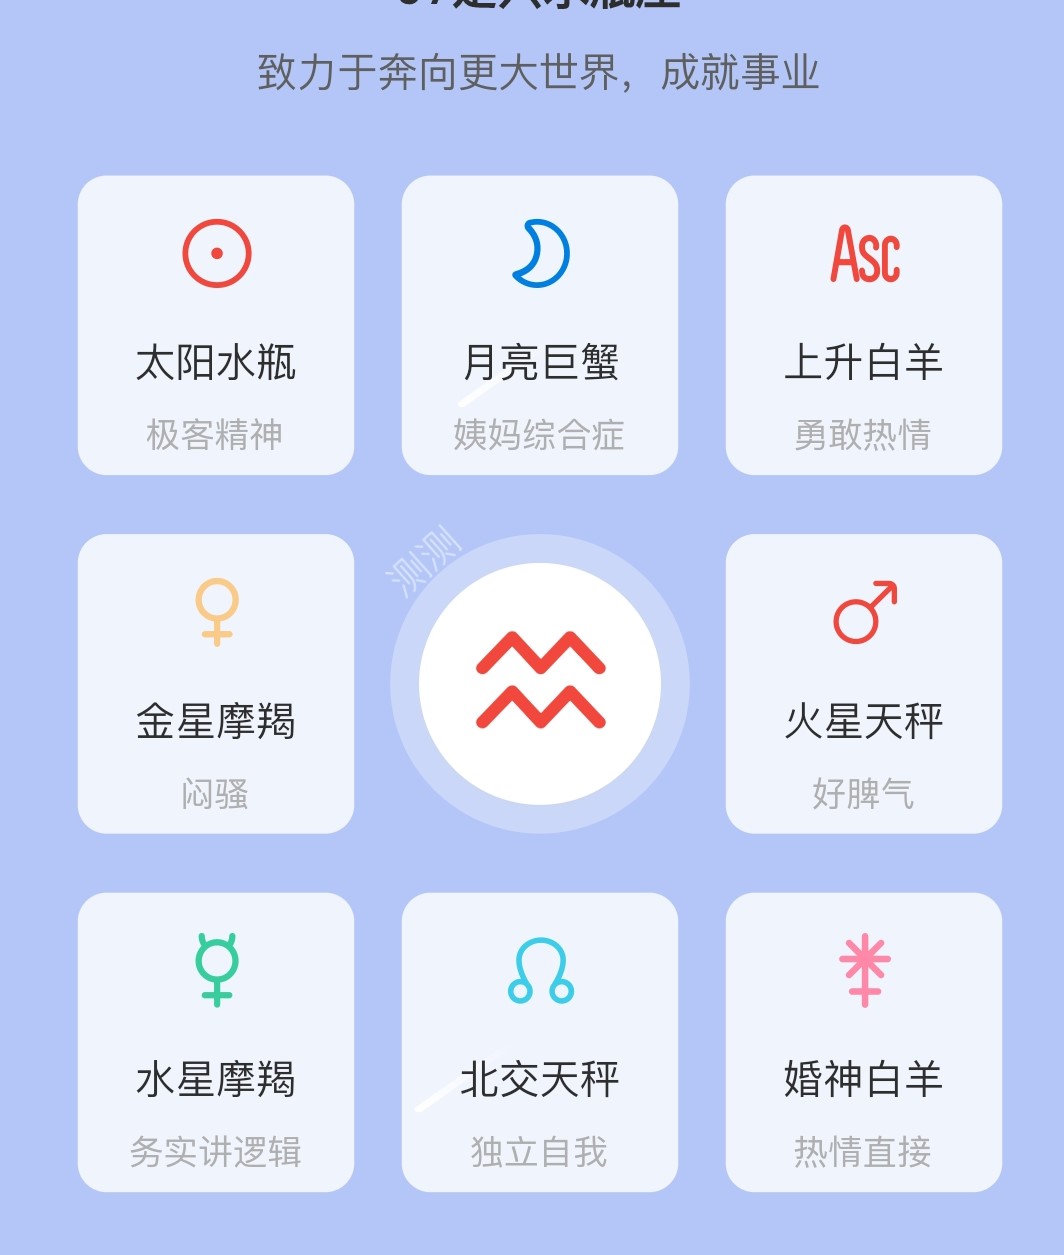 致力于奔向更大世界，成就事业
Asc
太阳水瓶
月亮巨蟹
上升白羊
极客精神
姨妈综合症
勇敢热情
测测
金星摩羯
火星天秤
闷骚
好脾气
水星摩羯
北交天秤
婚神白羊
务实讲逻辑
独立自我
热情直接